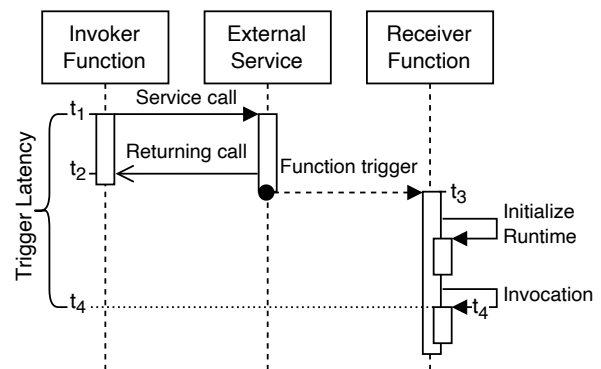 Invoker
Function
External
Service
Receiver
Function
t1
Service call
Returning call
t2
Function trigger
t3
Trigger Latency
Initialize
Runtime
Invocation
t4
t4